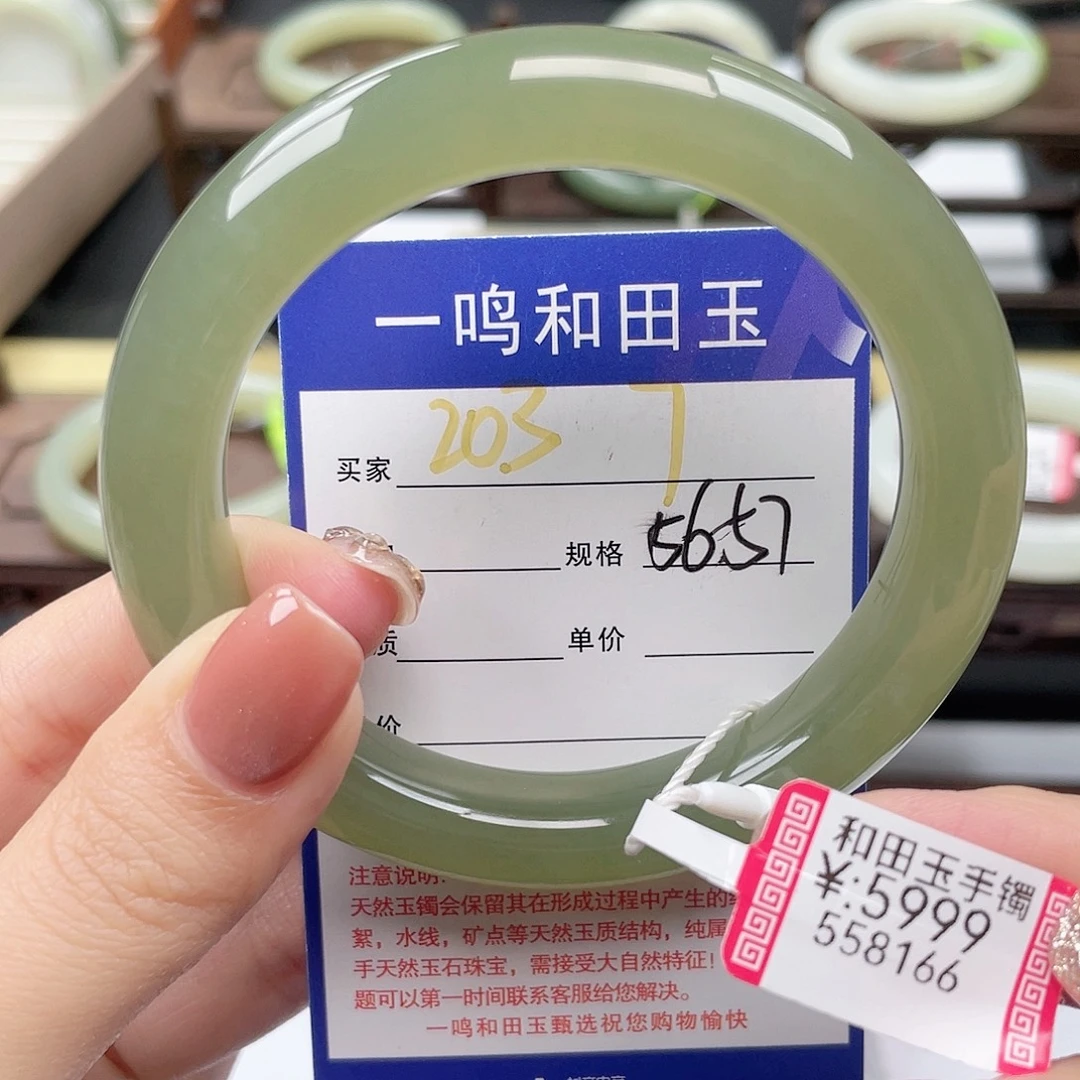 一鸣和田玉
203 7
买家
规格 56.57
质 单价
价
注意说明:
天然玉镯会保留其在形成过程中产生的
絮，水线，矿点等天然玉质结构，纯属
手天然玉石珠宝，需接受大自然特征！
题可以第一时间联系客服给您解决。
一鸣和田玉甄选祝您购物愉快
和田玉手镯
¥:5999
558166